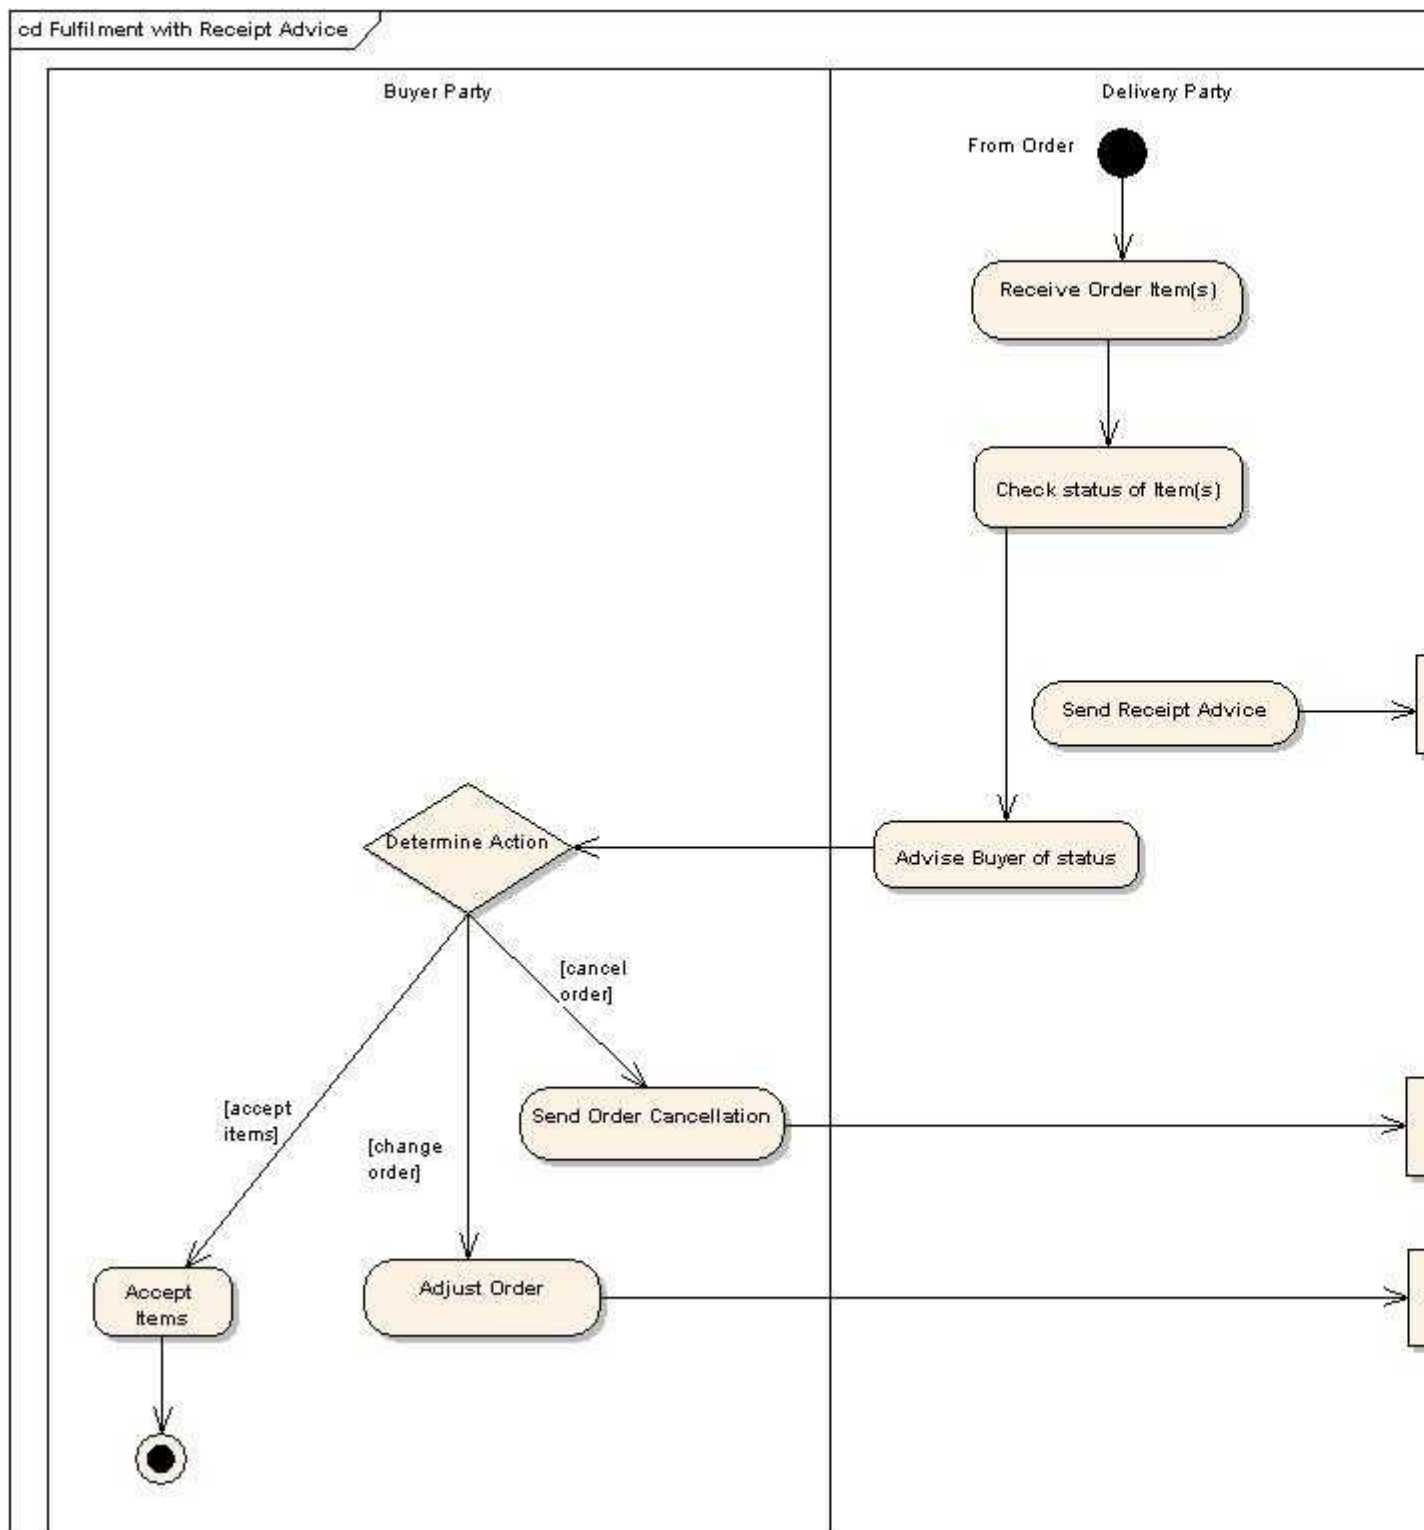 cd Fulfilment with Receipt Advice
Buyer Party
Delivery Party
From Order
Receive Order Item(s)
Check status of Item(s)
Send Receipt Advice
Determine Action
Advise Buyer of status
[cancel
order]
Send Order Cancellation
[accept
items]
[change
order]
Accept
Items
Adjust Order